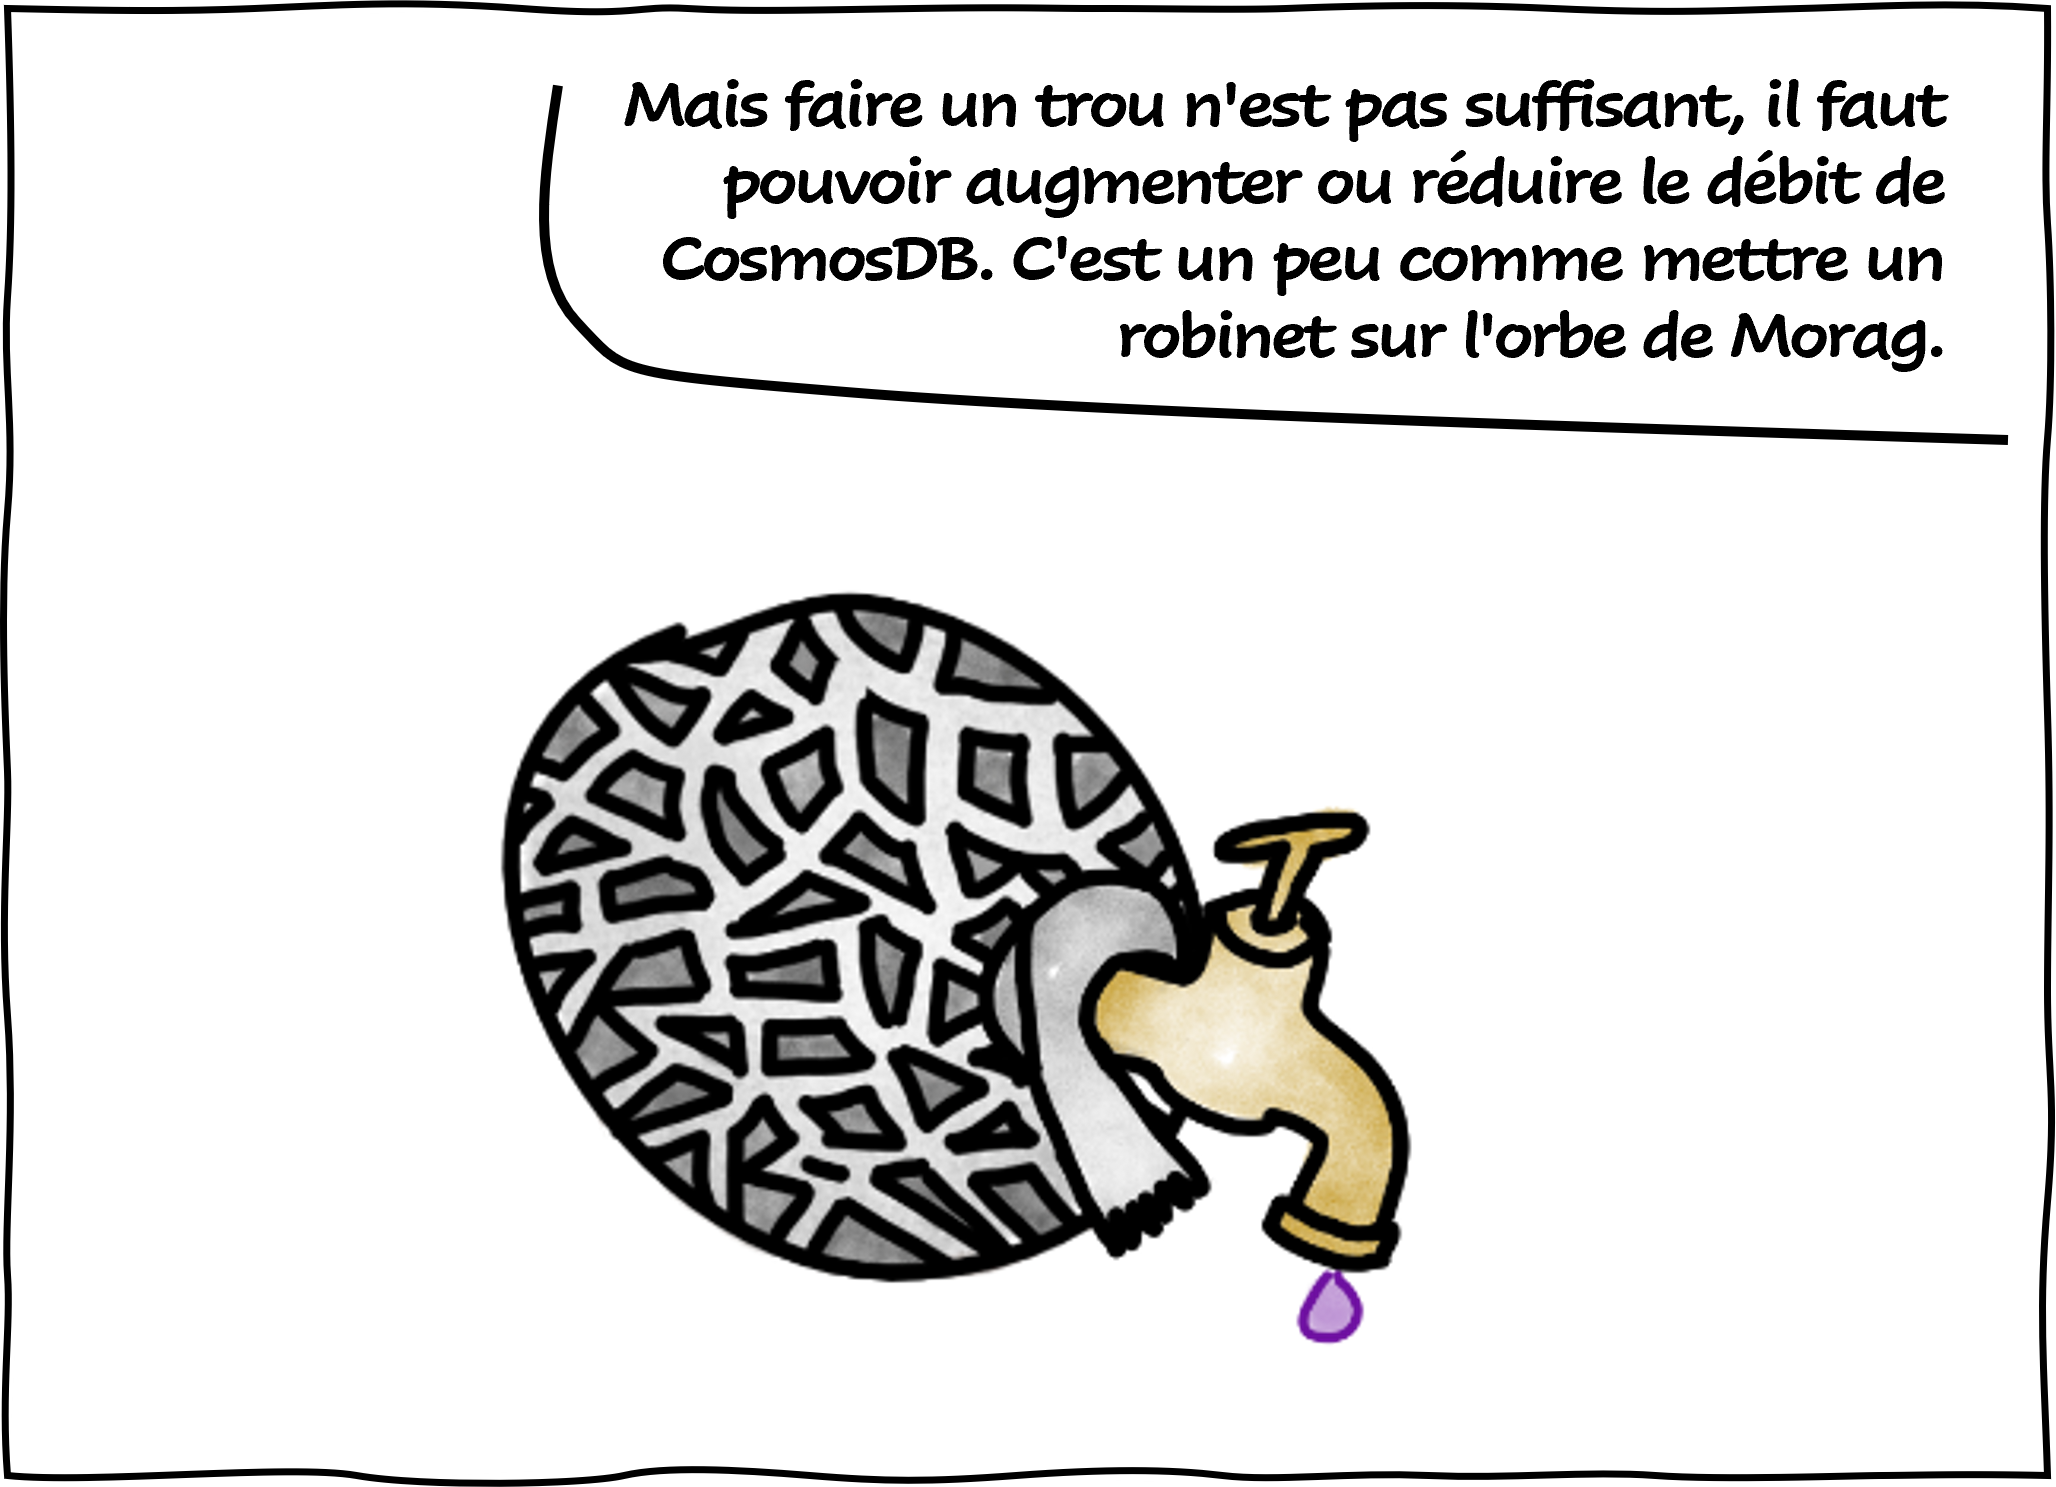 Mais faire un trou n'est pas suffisant, il faut
pouvoir augmenter ou réduire le débit de
CosmosDB. C'est un peu comme mettre un
robinet sur l'orbe de Morag.